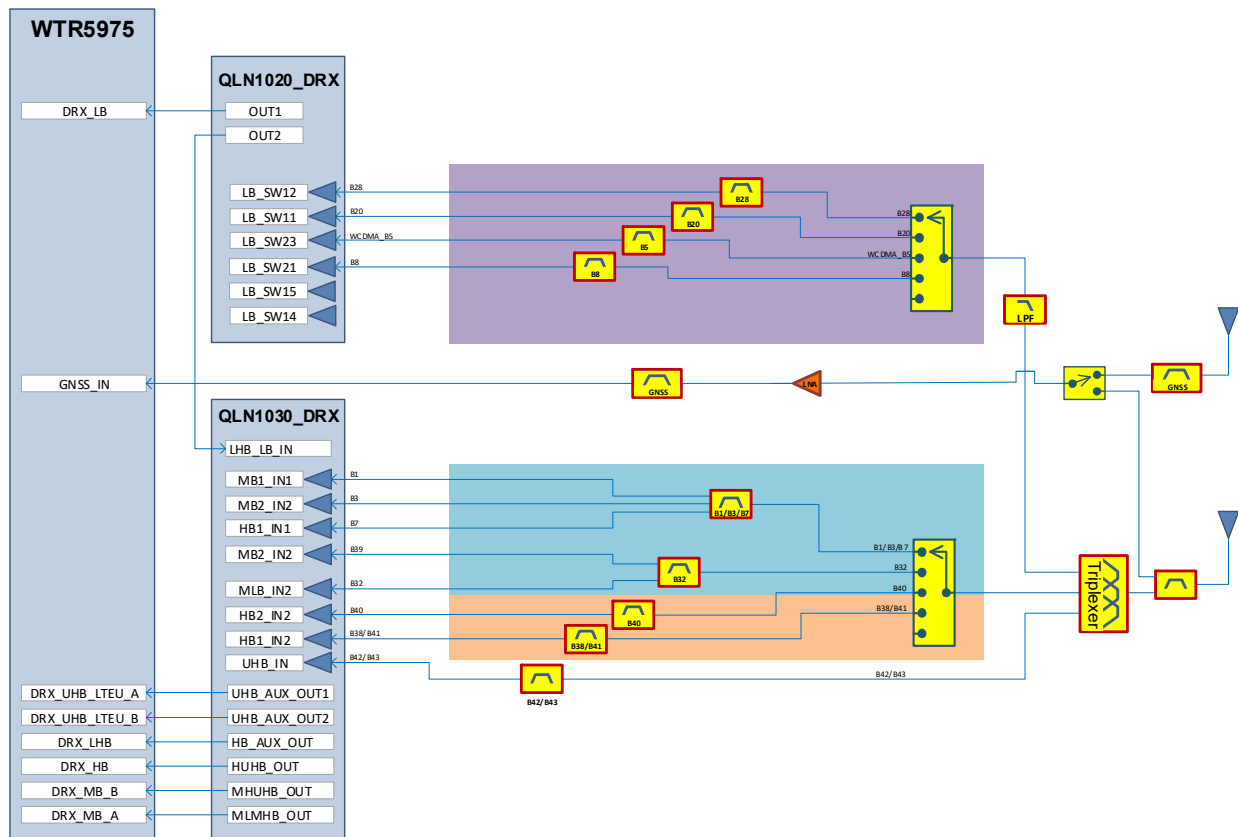 WTR5975
DRX_LB
GNSS_IN
DRX_UHB_LTEU_A
DRX_UHB_LTEU_B
DRX_LHB
DRX_HB
DRX_MB_B
DRX_MB_A
QLN1020_DRX
OUT1
OUT2
LB_SW12
LB_SW11
LB_SW23
LB_SW21
LB_SW15
LB_SW14
B28
B20
WCDMA_B5
B8
B28
B20
B5
B8
B28
B20
WCDMA_B5
B8
LPF
GNSS
LNA
GNSS
QLN1030_DRX
LHB_LB_IN
MB1_IN1
MB2_IN2
HB1_IN1
MB2_IN2
MLB_IN2
HB2_IN2
HB1_IN2
UHB_IN
UHB_AUX_OUT1
UHB_AUX_OUT2
HB_AUX_OUT
HUHB_OUT
MHUHB_OUT
MLMHB_OUT
B1
B3
B7
B39
B32
B40
B38/B41
B42/B43
B1/B3/B7
B32
B40
B38/B41
B42/B43
B1/B3/B7
B32
B40
B38/B41
B42/B43
Triplexer